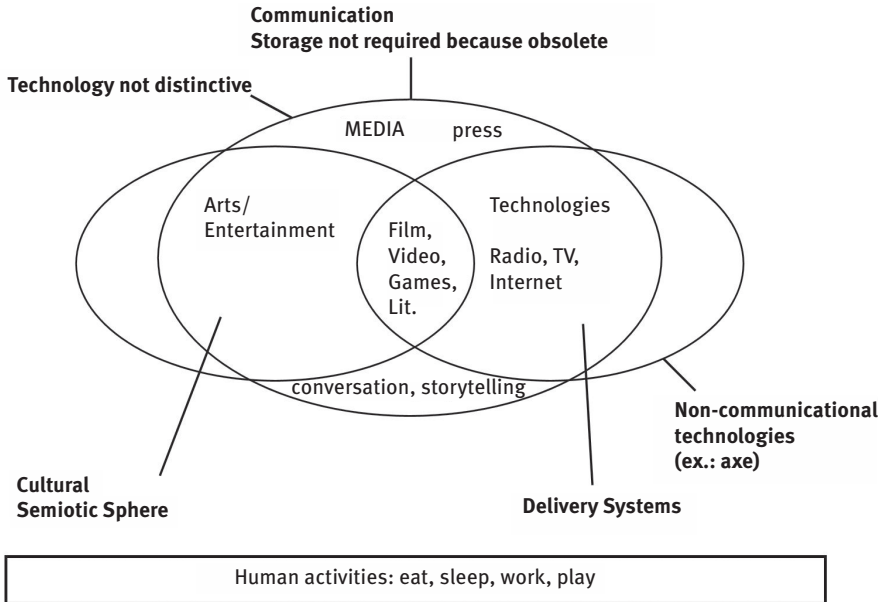 Communication
Storage not required because obsolete
Technology not distinctive
MEDIA press
Arts/
Entertainment
Film,
Video,
Games,
Lit.
Technologies
Radio, TV,
Internet
conversation, storytelling
Non-communicational
technologies
(ex.: axe)
Cultural
Semiotic Sphere
Delivery Systems
Human activities: eat, sleep, work, play